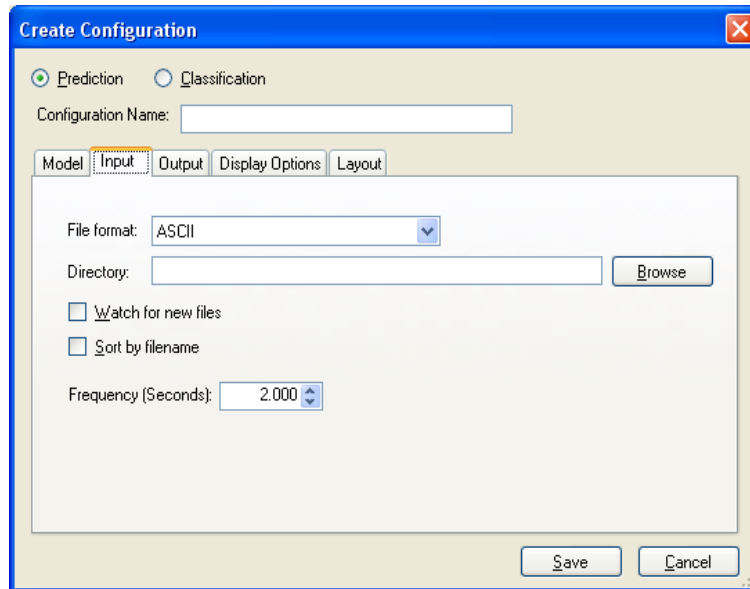 Create Configuration
Prediction Classification
Configuration Name:
Model Input Output Display Options Layout
File format: ASCII
Directory: Browse
Watch for new files
Sort by filename
Frequency (Seconds): 2.000
Save Cancel